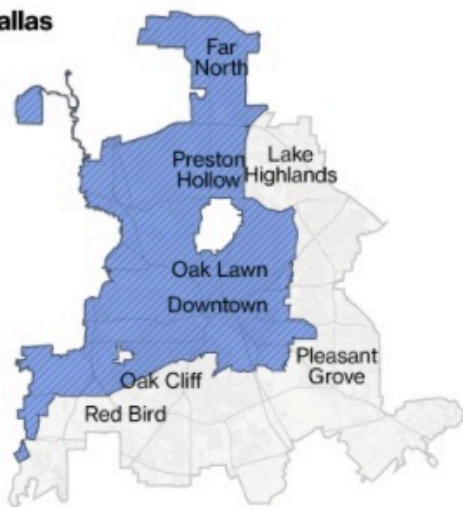 allas
Far
North
Preston
Hollow
Lake
Highlands
Oak Lawn
Downtown
Pleasant
Grove
Oak Cliff
Red Bird